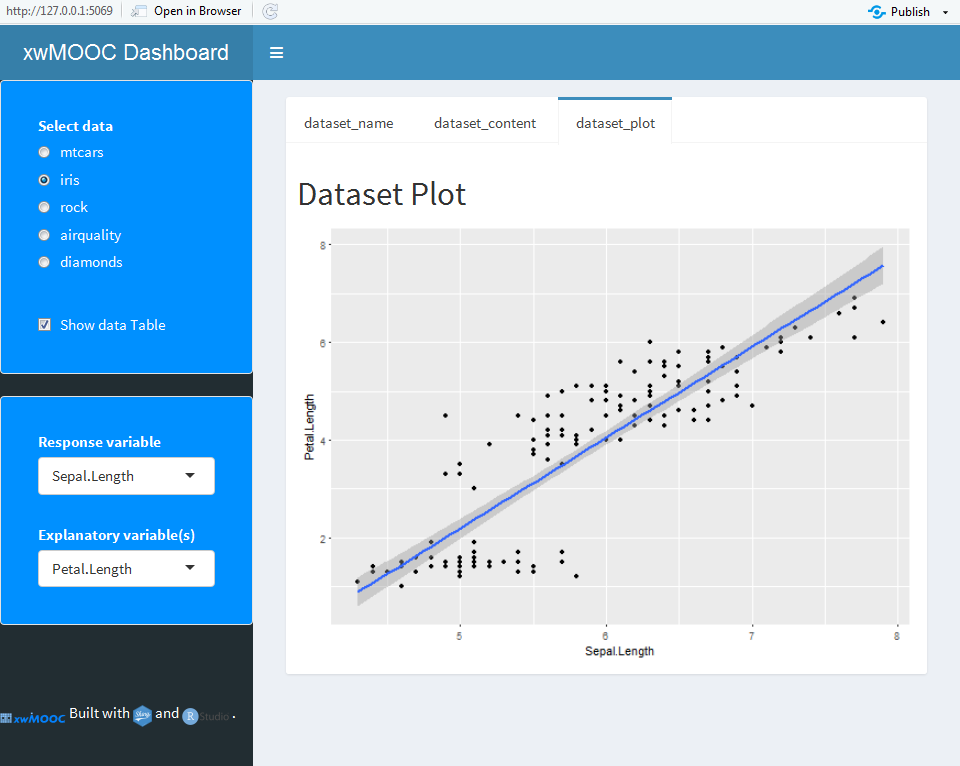 http://127.0.0.1:5069 Open in Browser Publish
xwMOOC Dashboard
Select data
mtcars
iris
rock
airquality
diamonds
Show data Table
Response variable
Sepal.Length
Explanatory variable(s)
Petal.Length
xwMOOC Built with Shiny and R Studio .
dataset_name dataset_content dataset_plot
Dataset Plot
Petal.Length
8
6
4
2
5 6 7 8
Sepal.Length